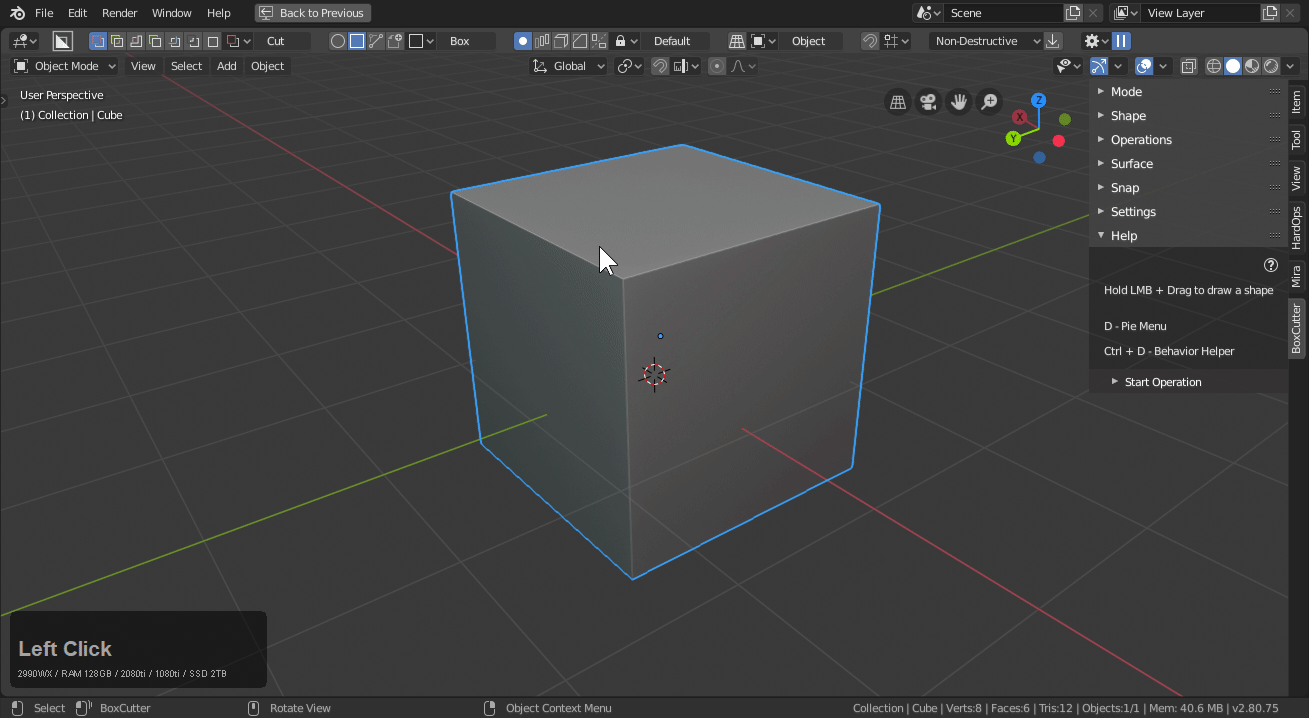 File Edit Render Window Help Back to Previous Scene View Layer
Cut Box Default Object Non-Destructive
Object Mode View Select Add Object Global
User Perspective
(1) Collection | Cube
Z
X
Y
Mode
Shape
Operations
Surface
Snap
Settings
Help
Hold LMB + Drag to draw a shape
D - Pie Menu
Ctrl + D - Behavior Helper
Start Operation
Item
Tool
View
HardOps
Mira
BoxCutter
Left Click
2990WX / RAM 128GB / 2080ti / 1080ti / SSD 2TB
Select BoxCutter Rotate View Object Context Menu Collection | Cube | Verts:8 | Faces:6 | Tris:12 | Objects:1/1 | Mem: 40.6 MB | v2.80.75